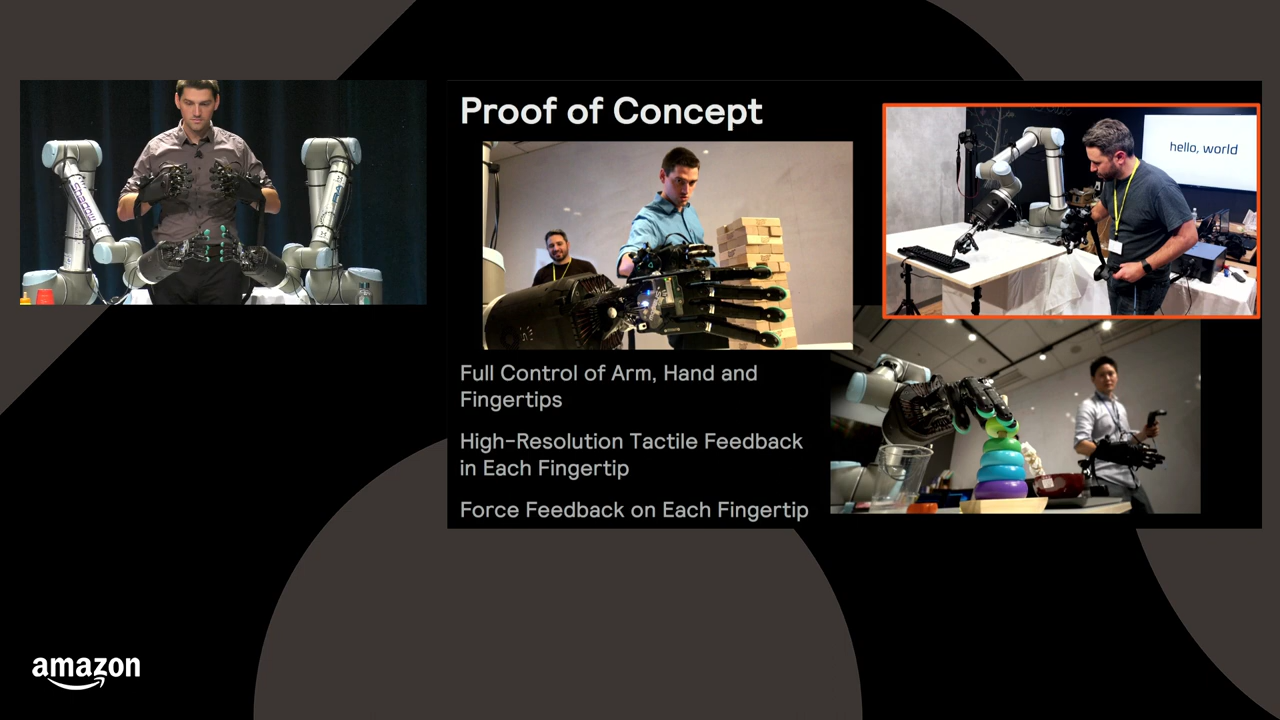 Proof of Concept
hello, world
Full Control of Arm, Hand and
Fingertips
High-Resolution Tactile Feedback
in Each Fingertip
Force Feedback on Each Fingertip
amazon